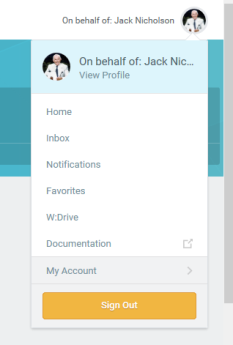 On behalf of: Jack Nicholson
On behalf of: Jack Nic...
View Profile
Home
Inbox
Notifications
Favorites
W:Drive
Documentation
My Account
Sign Out